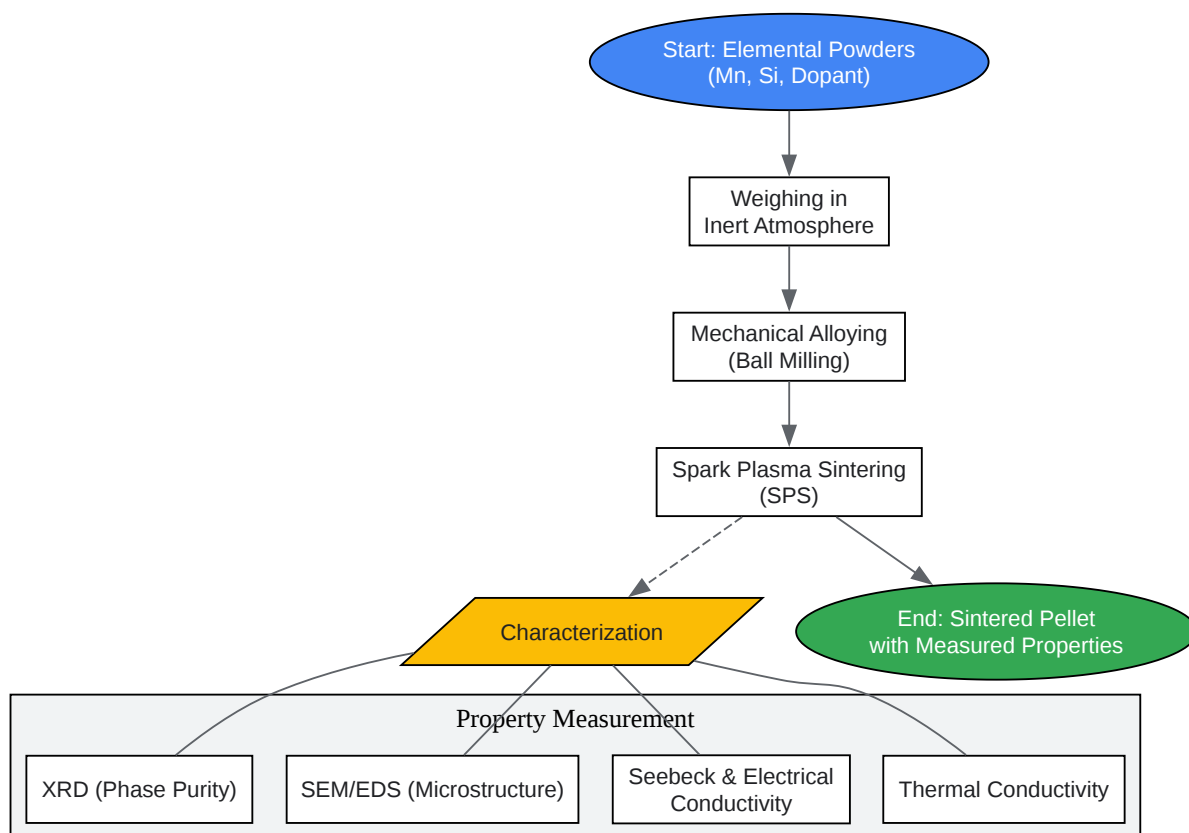 Start: Elemental Powders
(Mn, Si, Dopant)
Weighing in
Inert Atmosphere
Mechanical Alloying
(Ball Milling)
Spark Plasma Sintering
(SPS)
Characterization
End: Sintered Pellet
with Measured Properties
Property Measurement
XRD (Phase Purity)
SEM/EDS (Microstructure)
Seebeck & Electrical
Conductivity
Thermal Conductivity